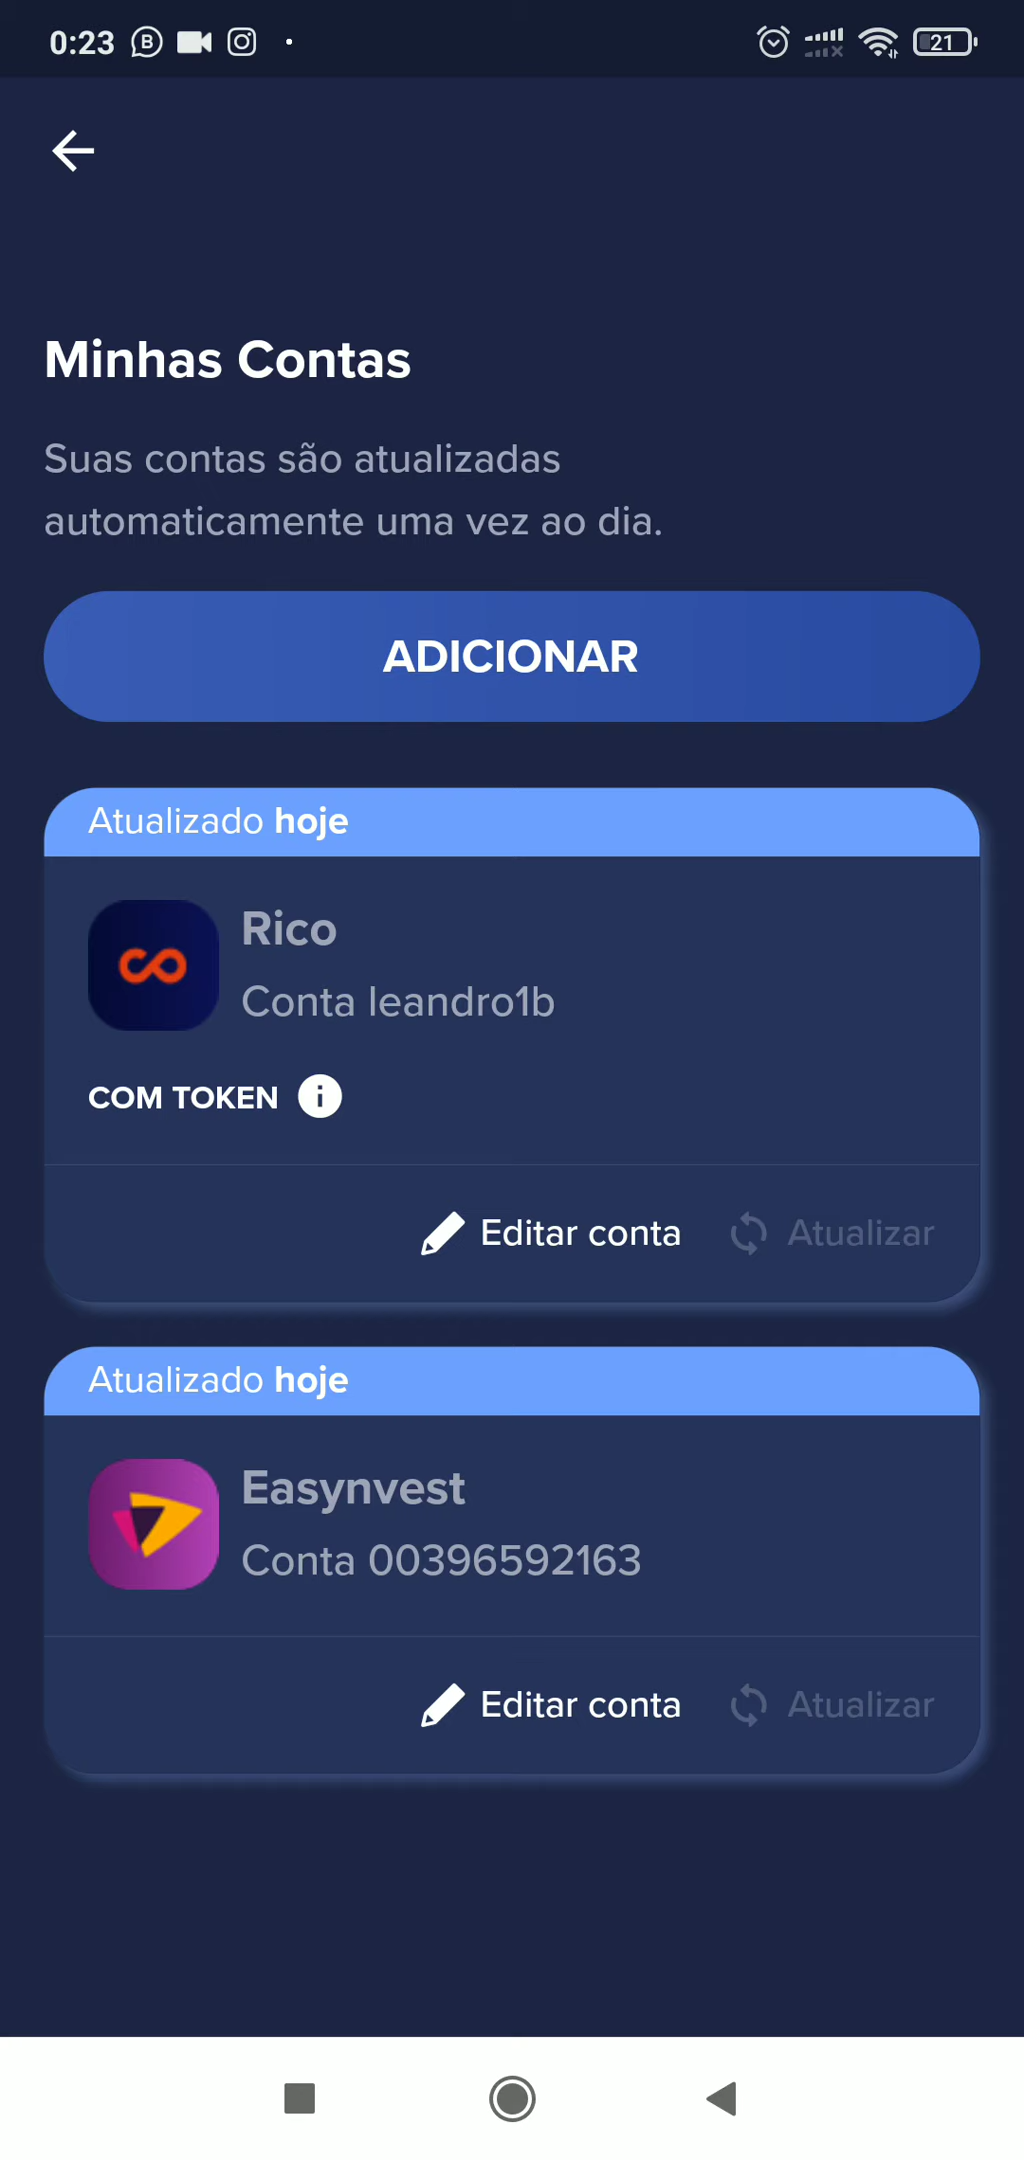 0:23
21
Minhas Contas
Suas contas são atualizadas
automaticamente uma vez ao dia.
ADICIONAR
Atualizado hoje
Rico
Conta leandro1b
COM TOKEN
Editar conta Atualizar
Atualizado hoje
Easynvest
Conta 00396592163
Editar conta Atualizar